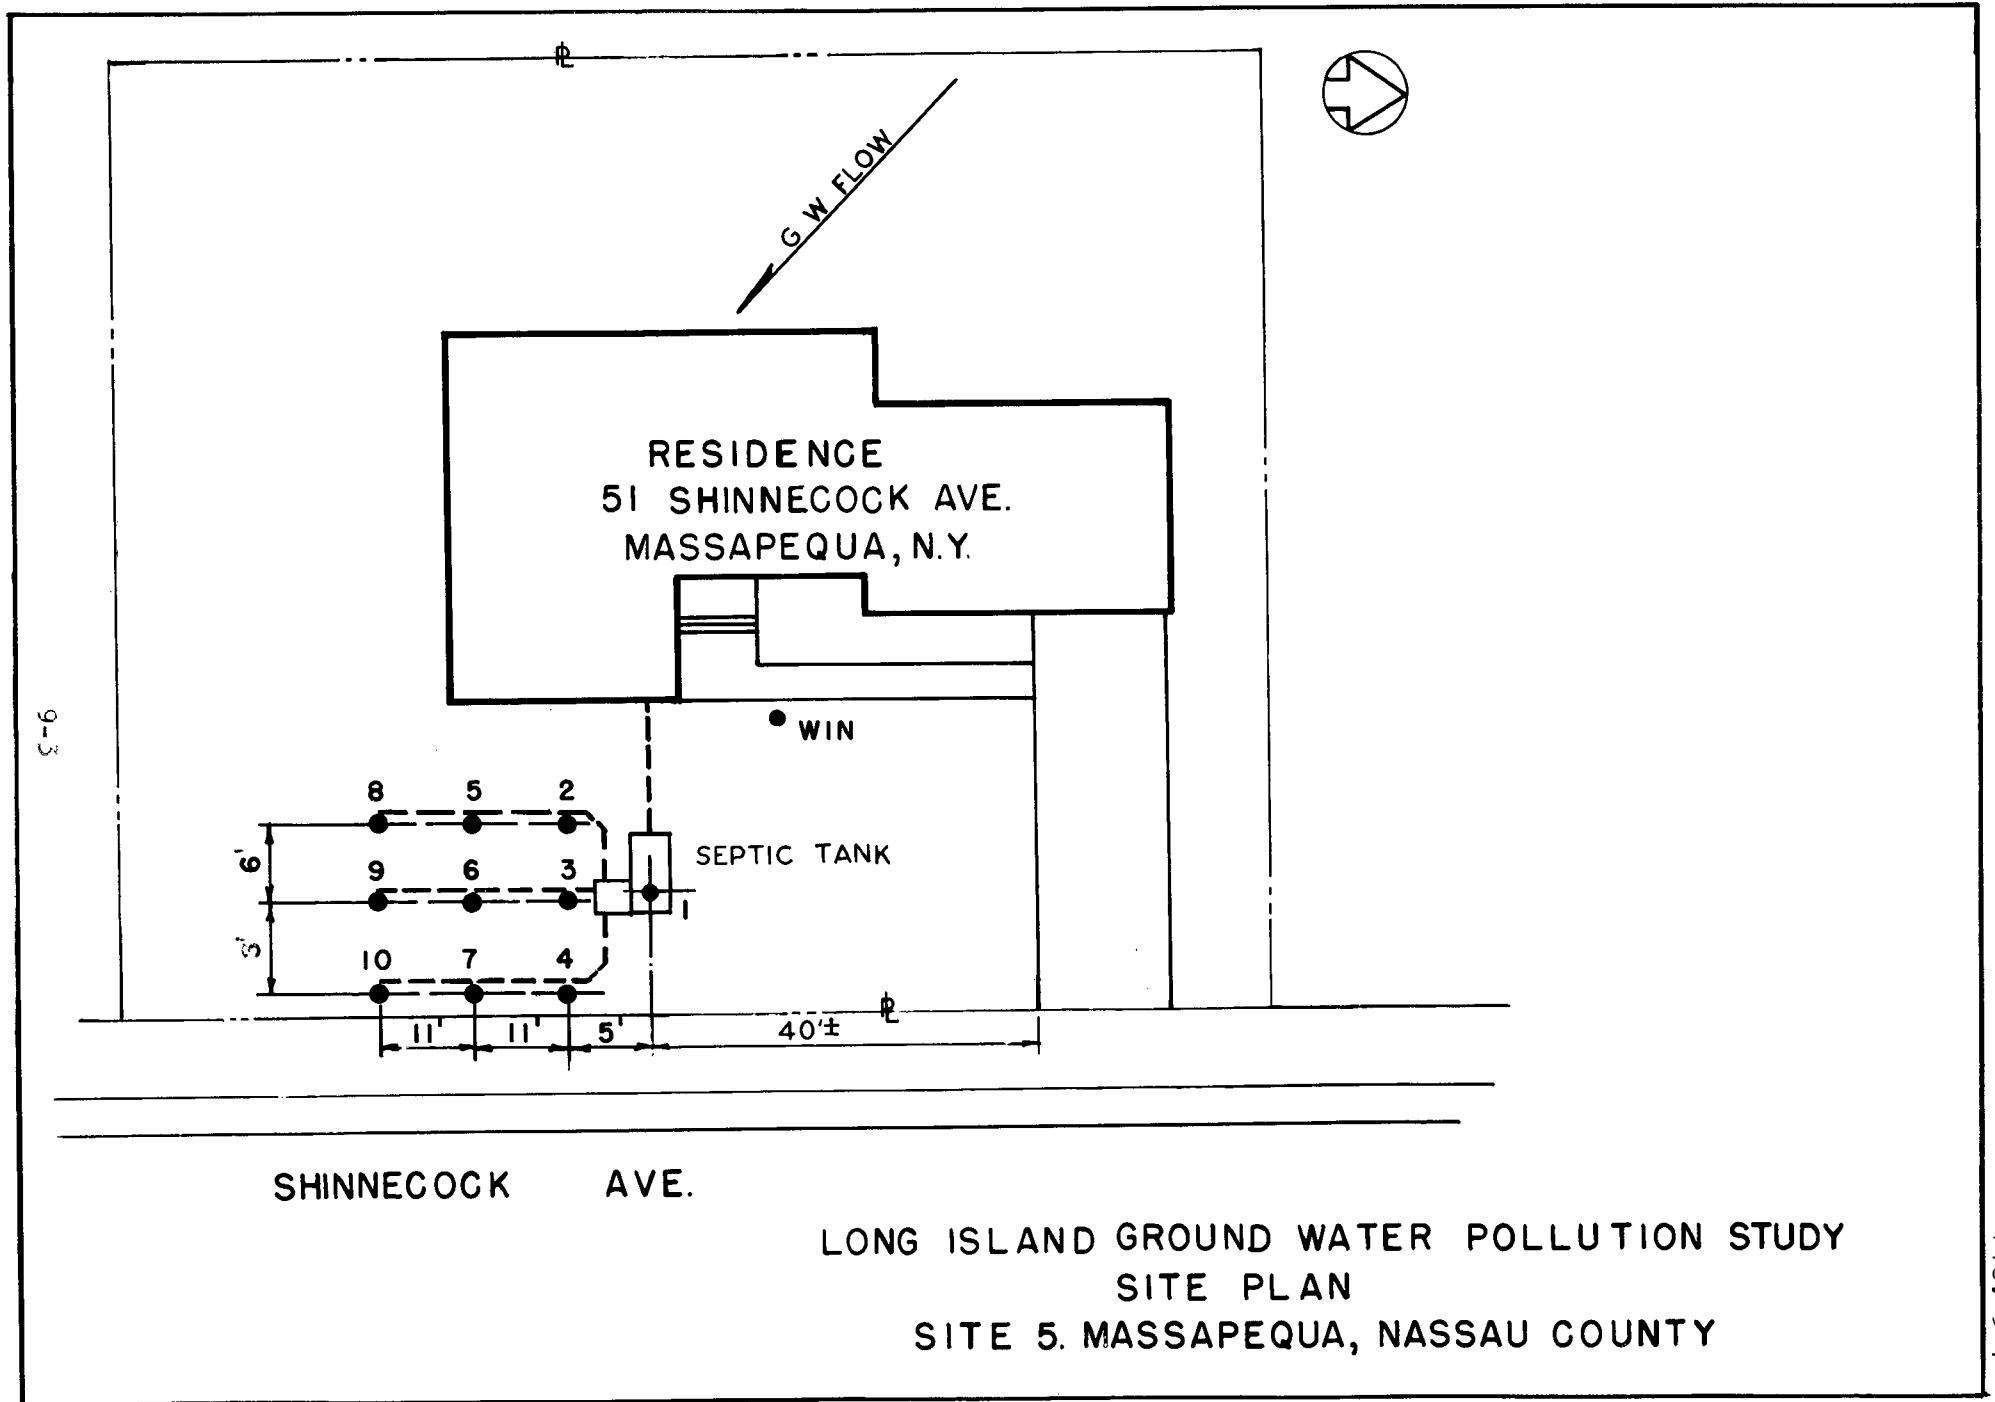 PL
G W FLOW
RESIDENCE
51 SHINNECOCK AVE.
MASSAPEQUA, N.Y.
WIN
9-3
8 5 2
SEPTIC TANK
6'
9 6 3
1
10 7 4
PL
11' 11' 5' 40'±
SHINNECOCK AVE.
LONG ISLAND GROUND WATER POLLUTION STUDY
SITE PLAN
SITE 5. MASSAPEQUA, NASSAU COUNTY